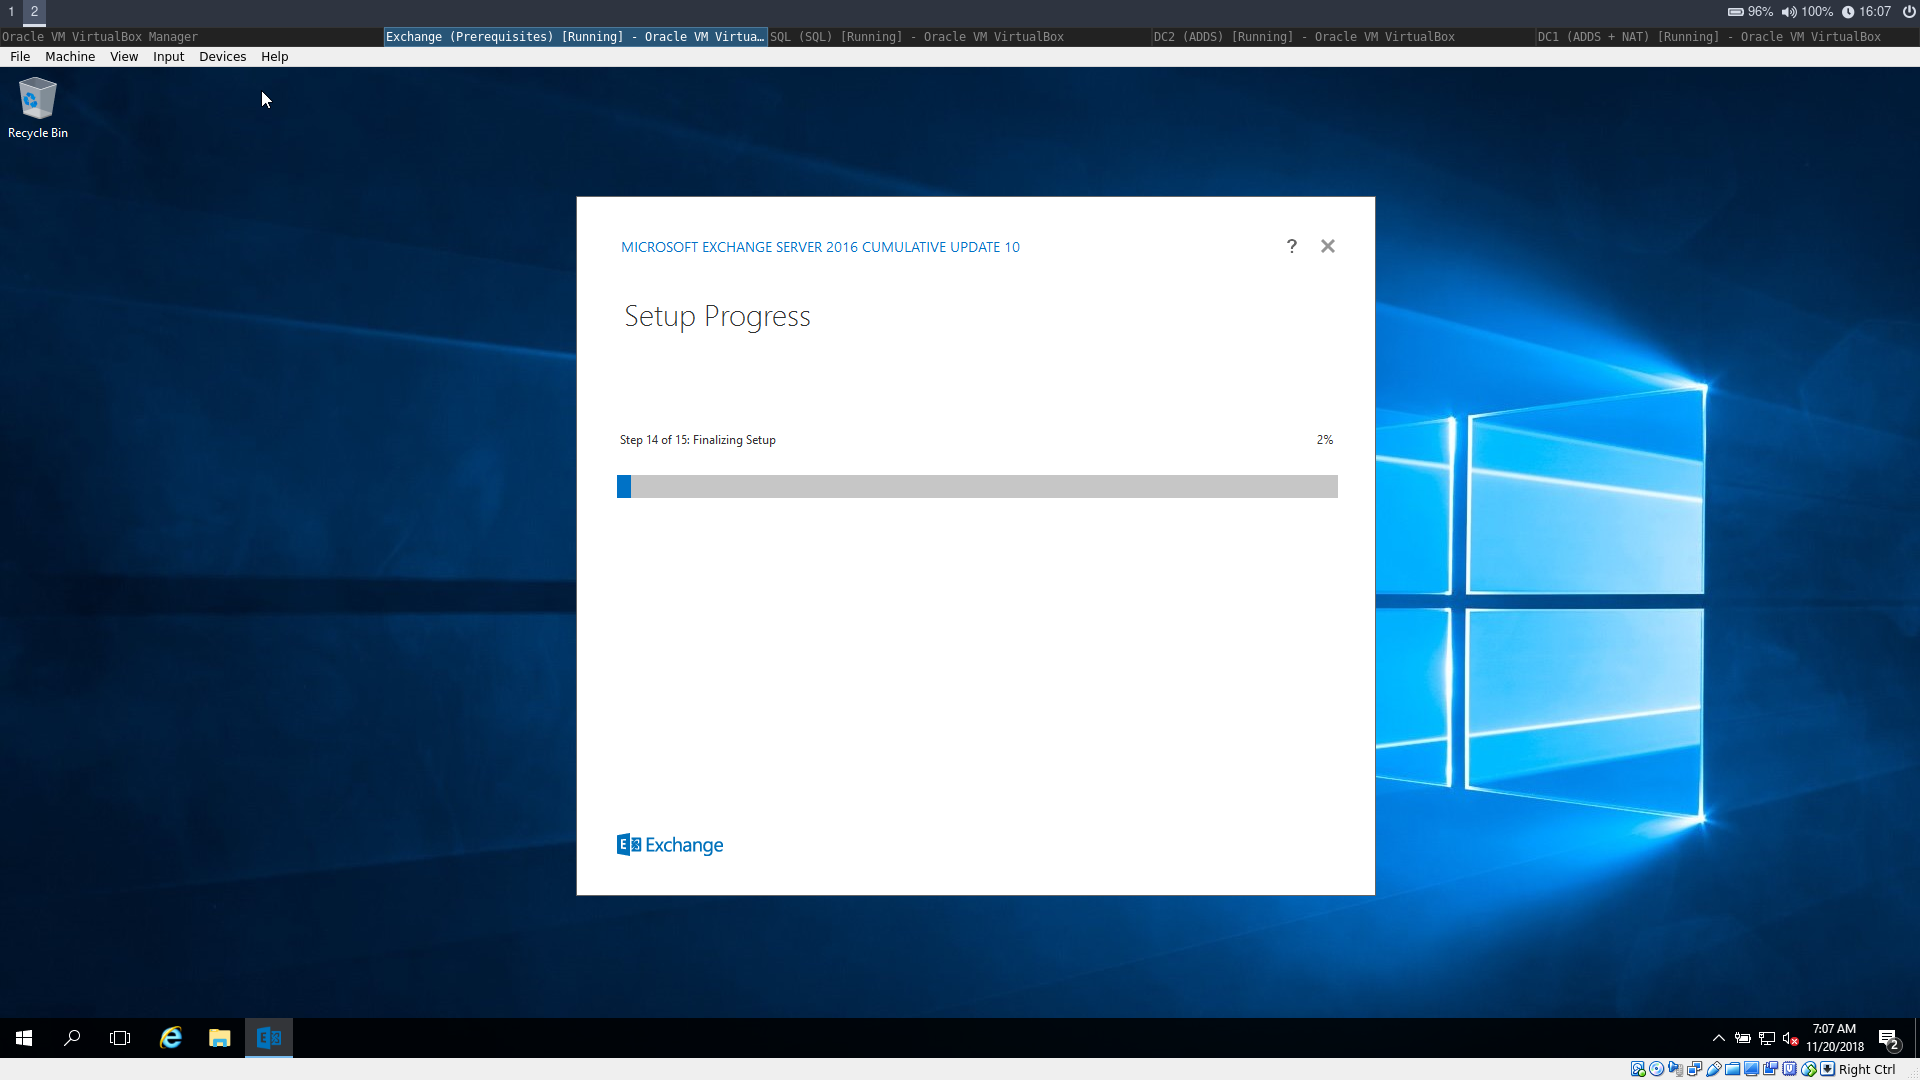 1 2 96% 100% 16:07
Oracle VM VirtualBox Manager Exchange (Prerequisites) [Running] - Oracle VM Virtua… SQL (SQL) [Running] - Oracle VM VirtualBox DC2 (ADDS) [Running] - Oracle VM VirtualBox DC1 (ADDS + NAT) [Running] - Oracle VM VirtualBox
File Machine View Input Devices Help
Recycle Bin
MICROSOFT EXCHANGE SERVER 2016 CUMULATIVE UPDATE 10 ?
Setup Progress
Step 14 of 15: Finalizing Setup 2%
E Exchange
E
7:07 AM
11/20/2018 2
Right Ctrl